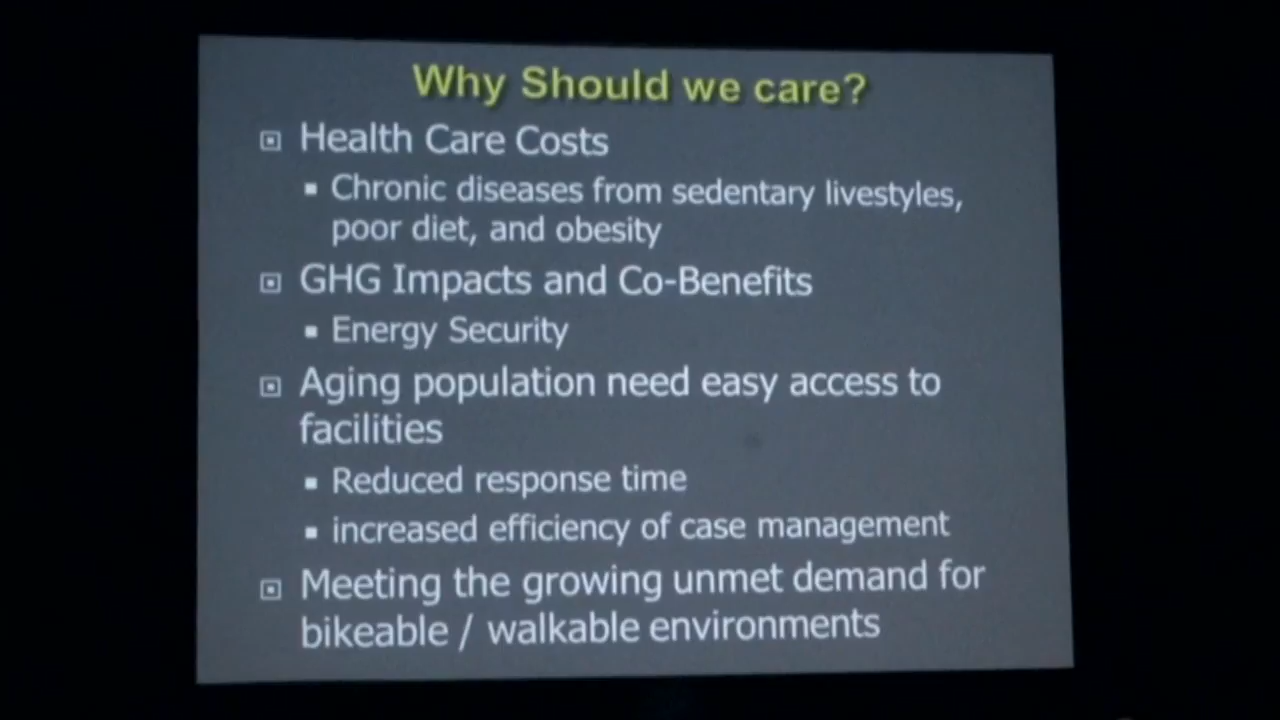 Why Should we care?
Health Care Costs
Chronic diseases from sedentary livestyles,
poor diet, and obesity
GHG Impacts and Co-Benefits
Energy Security
Aging population need easy access to
facilities
Reduced response time
increased efficiency of case management
Meeting the growing unmet demand for
bikeable / walkable environments